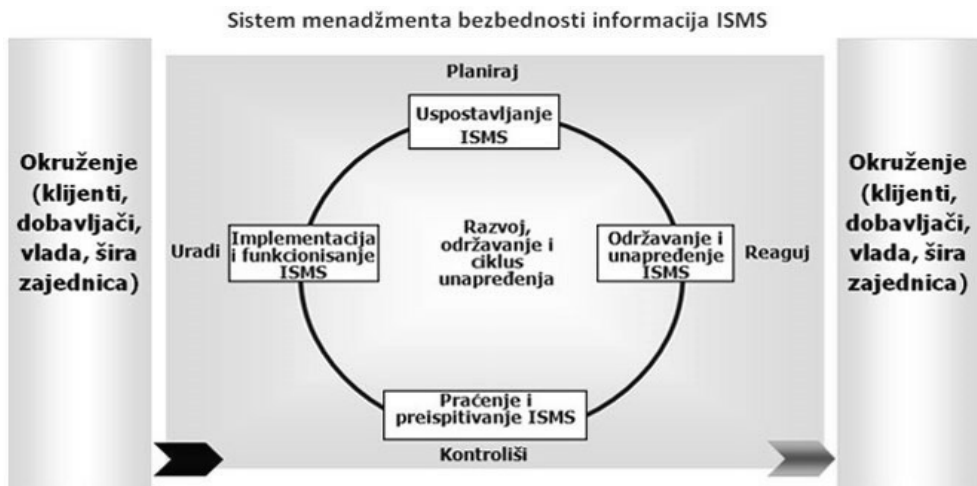 Sistem menadžmenta bezbednosti informacija ISMS
Okruženje
(klijenti,
dobavljači,
vlada, šira
zajednica)
Planiraj
Uspostavljanje
ISMS
Uradi
Implementacija
i funkcionisanje
ISMS
Razvoj,
održavanje i
ciklus
unapređenja
Održavanje i
unapređenje
ISMS
Reaguj
Praćenje i
preispitivanje ISMS
Kontroliši
Okruženje
(klijenti,
dobavljači,
vlada, šira
zajednica)